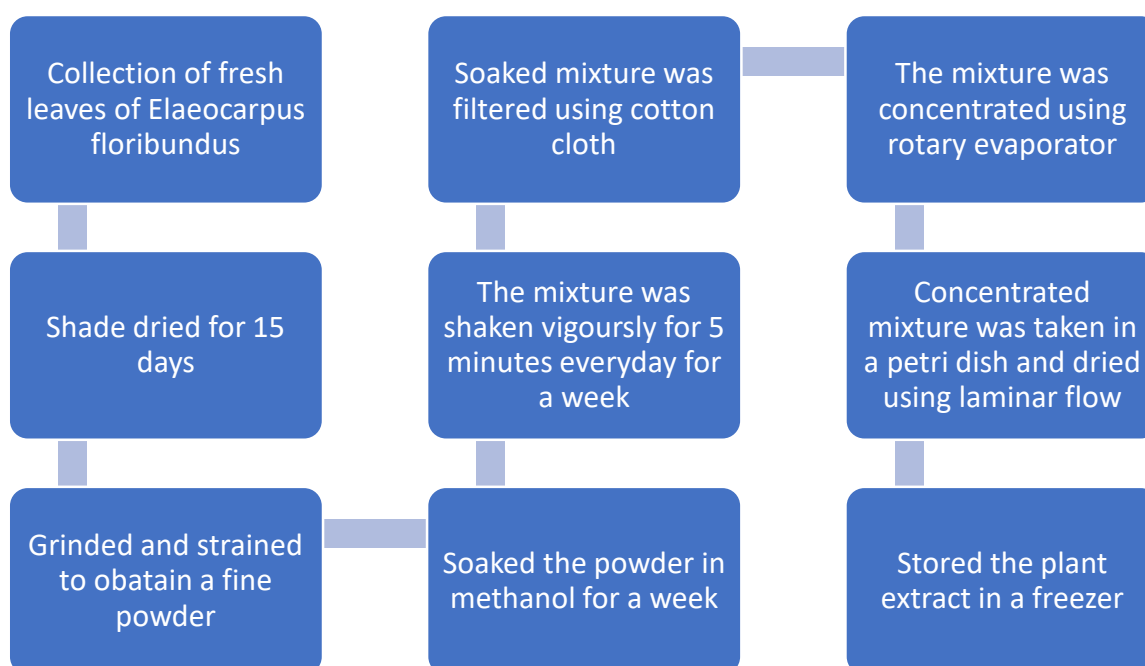 Collection of fresh
leaves of Elaeocarpus
floribundus
Shade dried for 15
days
Grinded and strained
to obatain a fine
powder
Soaked the powder in
methanol for a week
The mixture was
shaken vigoursly for 5
minutes everyday for
a week
Soaked mixture was
filtered using cotton
cloth
The mixture was
concentrated using
rotary evaporator
Concentrated
mixture was taken in
a petri dish and dried
using laminar flow
Stored the plant
extract in a freezer